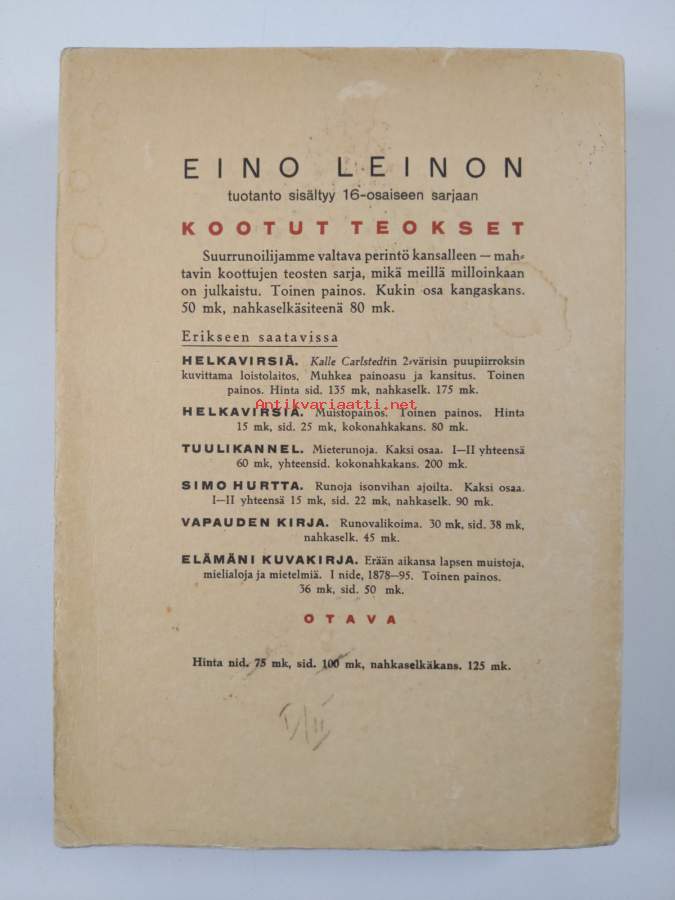 EINO LEINON
tuotanto sisältyy 16-osaiseen sarjaan
KOOTUT TEOKSET
Suurrunoilijamme valtava perintö kansalleen — mah-
tavin koottujen teosten sarja, mikä meillä milloinkaan
on julkaistu. Toinen painos. Kukin osa kangaskans.
50 mk, nahkaselkäsiteenä 80 mk.
Erikseen saatavissa
HELKAVIRSIÄ. Kalle Carlstedtin 2-värisin puupiirroksin
kuvittama loistolaitos. Muhkea painoasu ja kansitus. Toinen
painos. Hinta sid. 135 mk, nahkaselk. 175 mk.
Antikvariaatti.net
HELKAVIRSIÄ. Muistopainos. Toinen painos. Hinta
15 mk, sid. 25 mk, kokonahkakans. 80 mk.
TUULIKANNEL. Mieterunoja. Kaksi osaa. I—II yhteensä
60 mk, yhteensid. kokonahkakans. 200 mk.
SIMO HURTTA. Runoja isonvihan ajoilta. Kaksi osaa.
I—II yhteensä 15 mk, sid. 22 mk, nahkaselk. 90 mk.
VAPAUDEN KIRJA. Runovalikoima. 30 mk, sid. 38 mk,
nahkaselk. 45 mk.
ELÄMÄNI KUVAKIRJA. Erään aikansa lapsen muistoja,
mielialoja ja mietelmiä. I nide, 1878—95. Toinen painos.
36 mk, sid. 50 mk.
OTAVA
Hinta nid. 75 mk, sid. 100 mk, nahkaselkäkans. 125 mk.
I/II